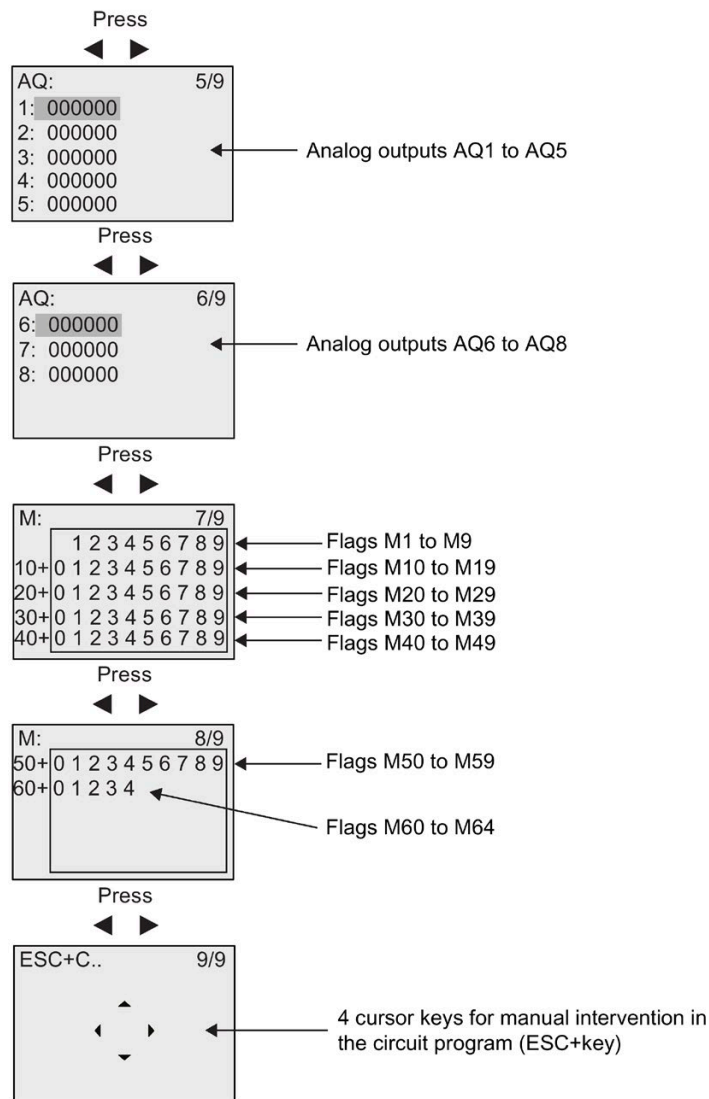 Press
AQ: 5/9
1: 000000
2: 000000
3: 000000
4: 000000
5: 000000
Analog outputs AQ1 to AQ5
Press
AQ: 6/9
6: 000000
7: 000000
8: 000000
Analog outputs AQ6 to AQ8
Press
M: 7/9
1 2 3 4 5 6 7 8 9 Flags M1 to M9
10+ 0 1 2 3 4 5 6 7 8 9 Flags M10 to M19
20+ 0 1 2 3 4 5 6 7 8 9 Flags M20 to M29
30+ 0 1 2 3 4 5 6 7 8 9 Flags M30 to M39
40+ 0 1 2 3 4 5 6 7 8 9 Flags M40 to M49
Press
M: 8/9
50+ 0 1 2 3 4 5 6 7 8 9 Flags M50 to M59
60+ 0 1 2 3 4
Flags M60 to M64
Press
ESC+C.. 9/9
4 cursor keys for manual intervention in
the circuit program (ESC+key)